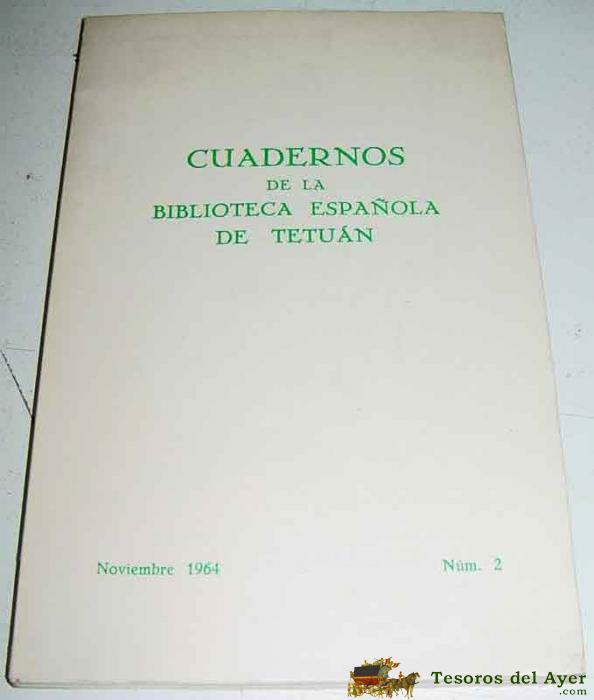 CUADERNOS
DE LA
BIBLIOTECA ESPAÑOLA
DE TETUÁN
Noviembre 1964 Núm. 2
Tesoros del Ayer
.com